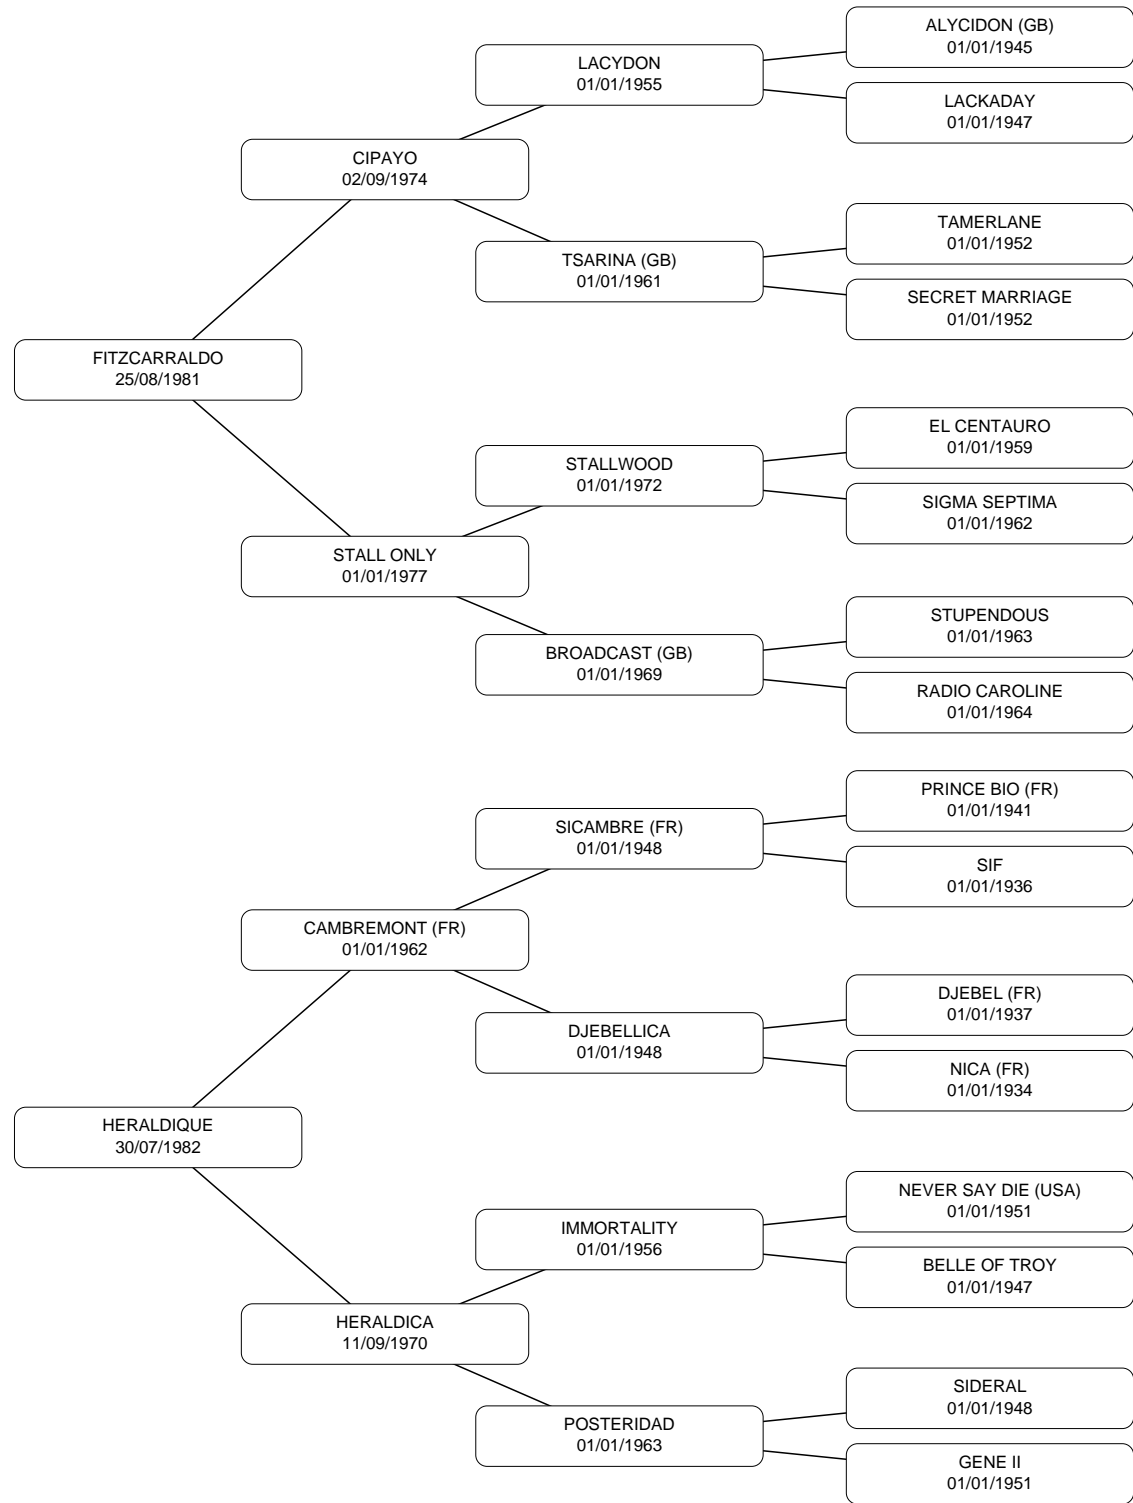 ALYCIDON (GB)
01/01/1945
LACYDON
01/01/1955
LACKADAY
01/01/1947
CIPAYO
02/09/1974
TAMERLANE
01/01/1952
TSARINA (GB)
01/01/1961
SECRET MARRIAGE
01/01/1952
FITZCARRALDO
25/08/1981
EL CENTAURO
01/01/1959
STALLWOOD
01/01/1972
SIGMA SEPTIMA
01/01/1962
STALL ONLY
01/01/1977
STUPENDOUS
01/01/1963
BROADCAST (GB)
01/01/1969
RADIO CAROLINE
01/01/1964
PRINCE BIO (FR)
01/01/1941
SICAMBRE (FR)
01/01/1948
SIF
01/01/1936
CAMBREMONT (FR)
01/01/1962
DJEBEL (FR)
01/01/1937
DJEBELLICA
01/01/1948
NICA (FR)
01/01/1934
HERALDIQUE
30/07/1982
NEVER SAY DIE (USA)
01/01/1951
IMMORTALITY
01/01/1956
BELLE OF TROY
01/01/1947
HERALDICA
11/09/1970
SIDERAL
01/01/1948
POSTERIDAD
01/01/1963
GENE II
01/01/1951